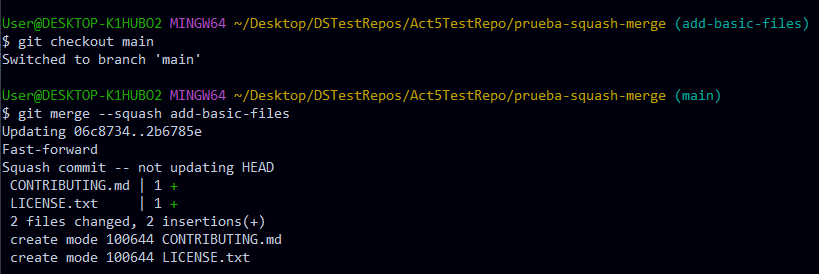 User@DESKTOP-K1HUBO2 MINGW64 ~/Desktop/DSTestRepos/Act5TestRepo/prueba-squash-merge (add-basic-files)
$ git checkout main
Switched to branch 'main'
User@DESKTOP-K1HUBO2 MINGW64 ~/Desktop/DSTestRepos/Act5TestRepo/prueba-squash-merge (main)
$ git merge --squash add-basic-files
Updating 06c8734..2b6785e
Fast-forward
Squash commit -- not updating HEAD
 CONTRIBUTING.md | 1 +
 LICENSE.txt     | 1 +
 2 files changed, 2 insertions(+)
 create mode 100644 CONTRIBUTING.md
 create mode 100644 LICENSE.txt